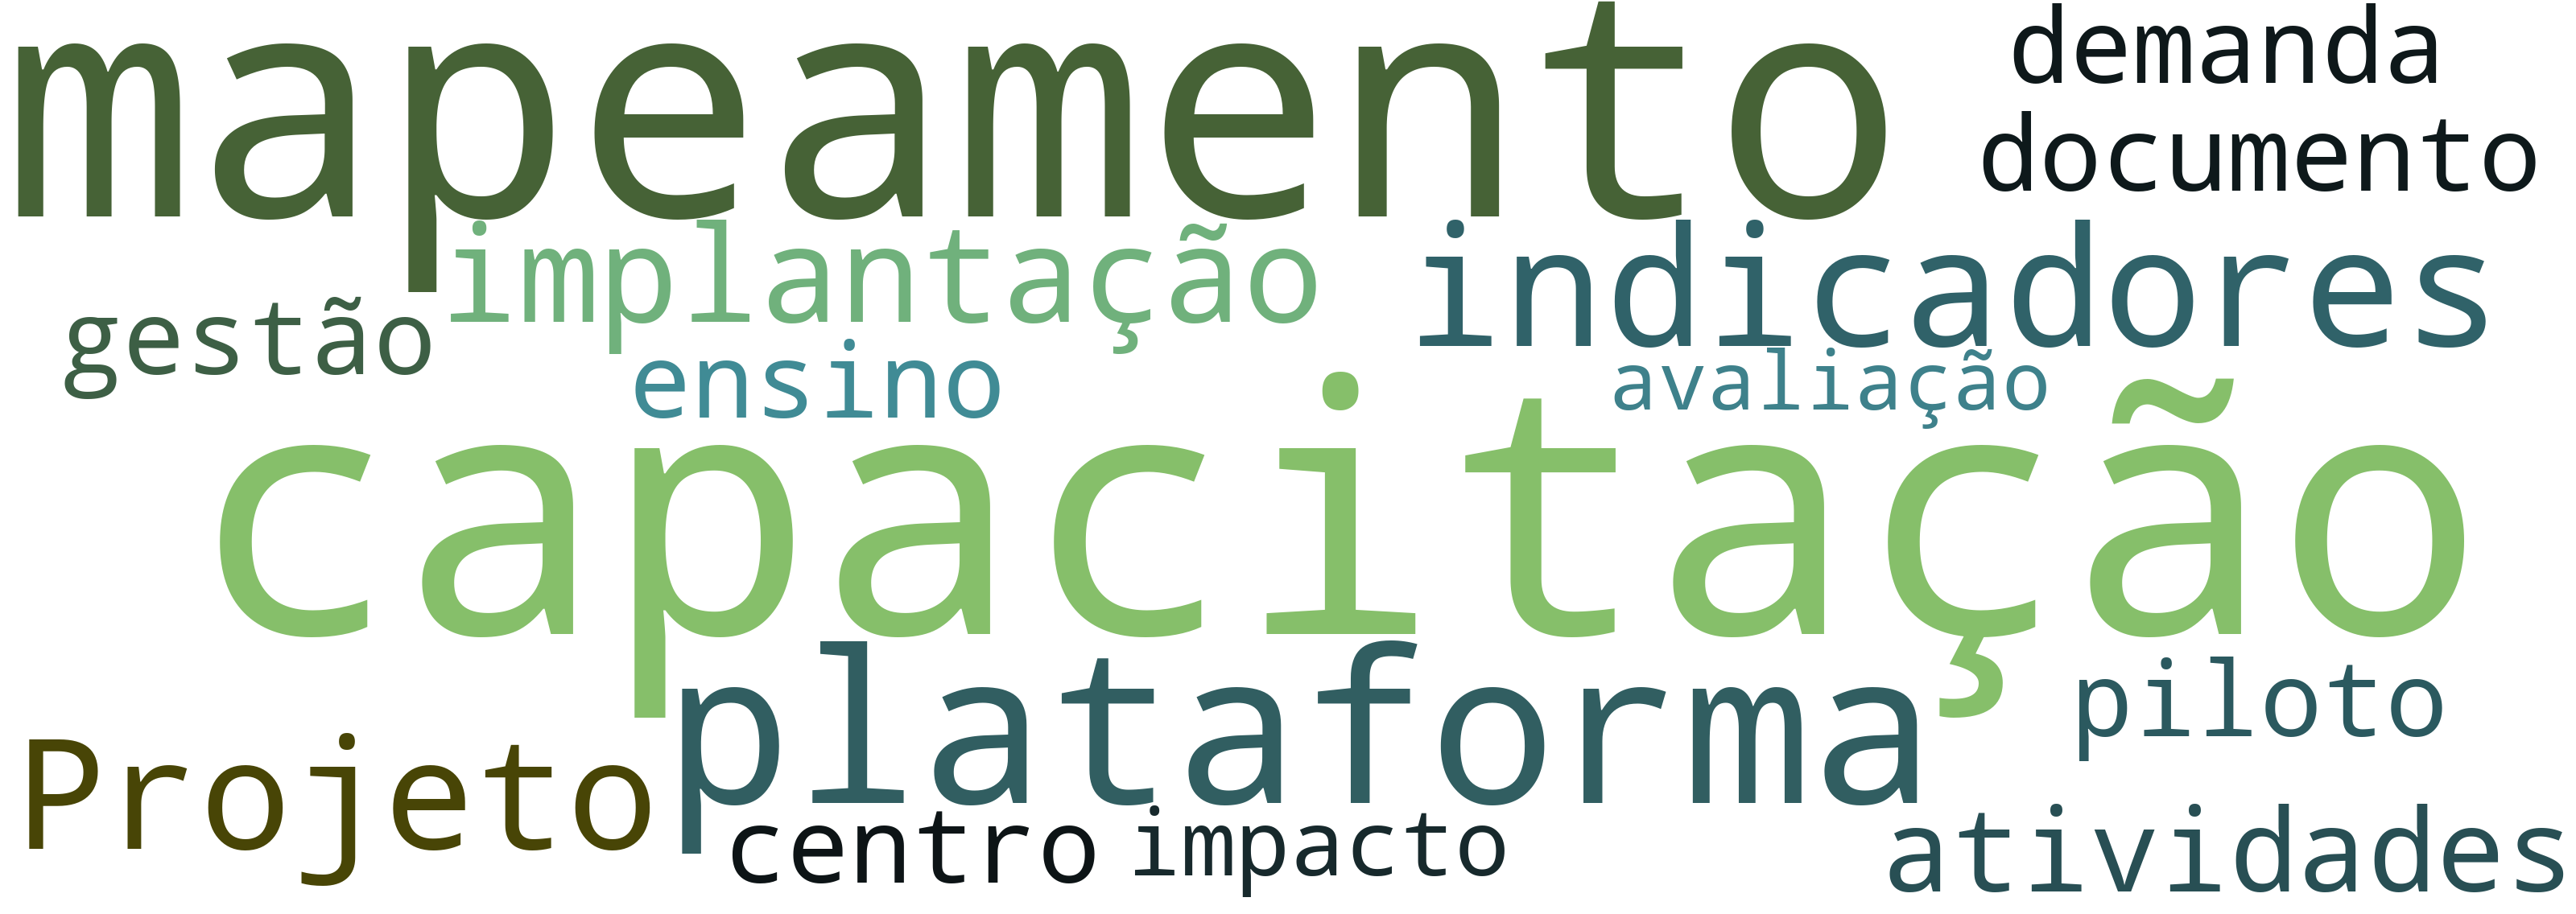 mapeamento
demanda
documento
implantação
indicadores
gestão
ensino
avaliação
capacitação
plataforma
piloto
Projeto
centro
impacto
atividades